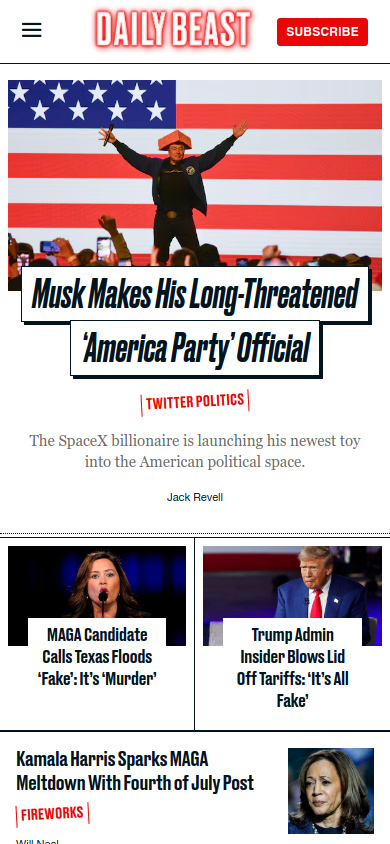 DAILY BEAST
SUBSCRIBE
Musk Makes His Long-Threatened
‘America Party’ Official
TWITTER POLITICS
The SpaceX billionaire is launching his newest toy
into the American political space.
Jack Revell
MAGA Candidate
Calls Texas Floods
‘Fake’: It’s ‘Murder’
Trump Admin
Insider Blows Lid
Off Tariffs: ‘It’s All
Fake’
Kamala Harris Sparks MAGA
Meltdown With Fourth of July Post
FIREWORKS
Will Neal